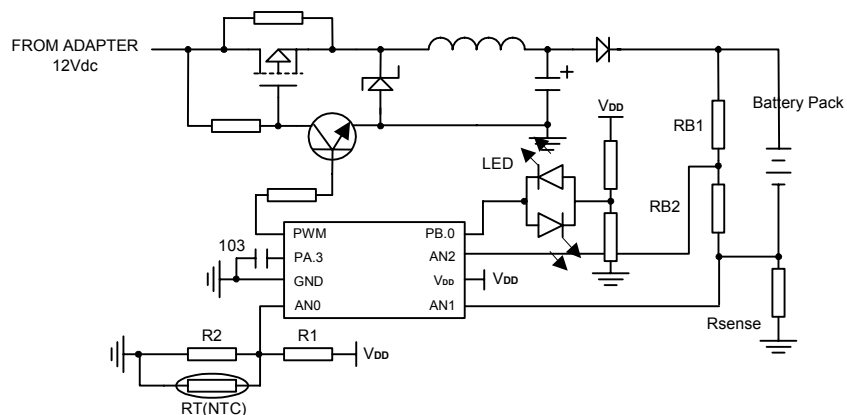 FROM ADAPTER
12Vdc
VDD
Battery Pack
RB1
LED
RB2
PWM
PB.0
103
PA.3
AN2
GND
VDD
VDD
AN0
AN1
Rsense
R2
R1
VDD
RT(NTC)